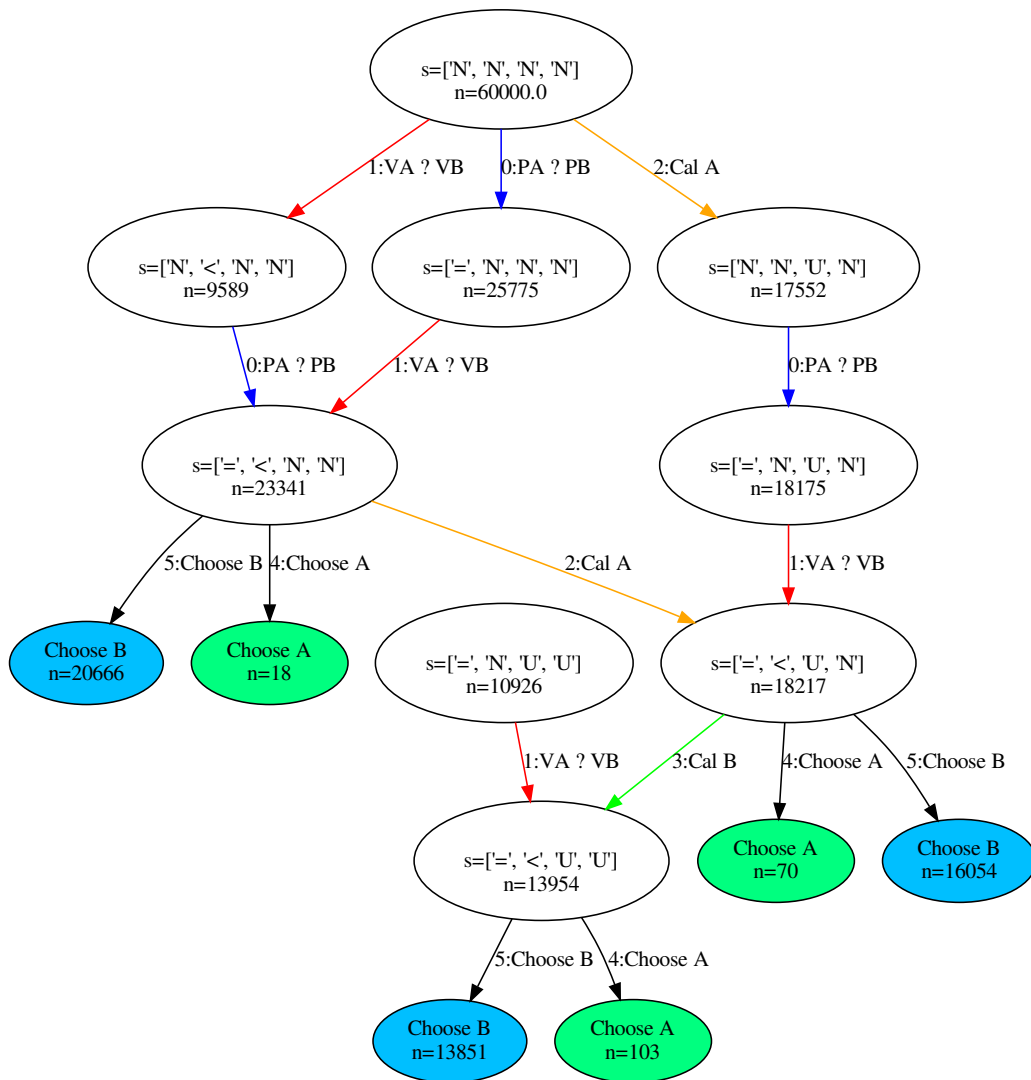 s=['N', 'N', 'N', 'N']
n=60000.0
1:VA ? VB
0:PA ? PB
2:Cal A
s=['N', '<', 'N', 'N']
n=9589
s=['=', 'N', 'N', 'N']
n=25775
s=['N', 'N', 'U', 'N']
n=17552
0:PA ? PB
1:VA ? VB
0:PA ? PB
s=['=', '<', 'N', 'N']
n=23341
s=['=', 'N', 'U', 'N']
n=18175
5:Choose B
4:Choose A
2:Cal A
1:VA ? VB
Choose B
n=20666
Choose A
n=18
s=['=', 'N', 'U', 'U']
n=10926
s=['=', '<', 'U', 'N']
n=18217
1:VA ? VB
3:Cal B
4:Choose A
5:Choose B
s=['=', '<', 'U', 'U']
n=13954
Choose A
n=70
Choose B
n=16054
5:Choose B
4:Choose A
Choose B
n=13851
Choose A
n=103